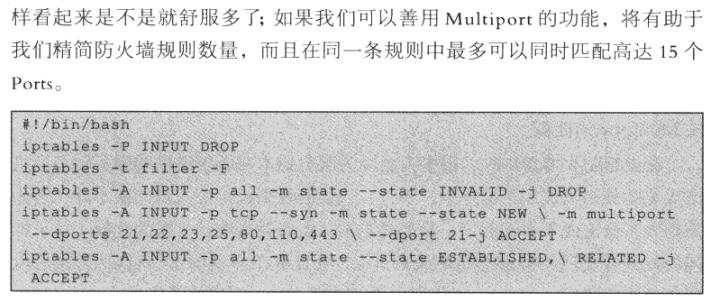 样看起来是不是就舒服多了; 如果我们可以善用 Multiport 的功能，将有助于
我们精简防火墙规则数量，而且在同一条规则中最多可以同时匹配高达 15 个
Ports。
#!/bin/bash
iptables -P INPUT DROP
iptables -t filter -F
iptables -A INPUT -p all -m state --state INVALID -j DROP
iptables -A INPUT -p tcp --syn -m state --state NEW \ -m multiport
--dports 21,22,23,25,80,110,443 \ --dport 21-j ACCEPT
iptables -A INPUT -p all -m state --state ESTABLISHED,\ RELATED -j
ACCEPT